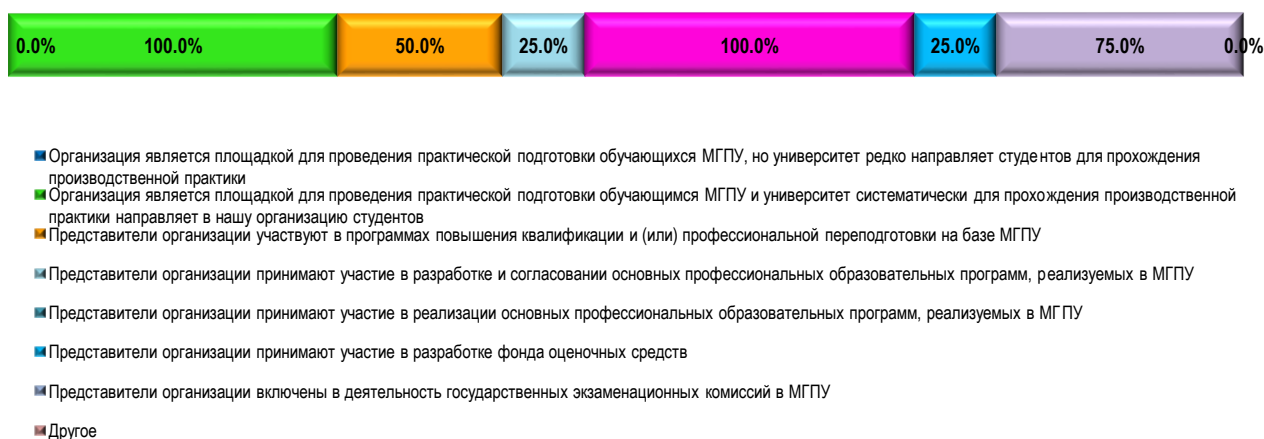 0.0% 100.0% 50.0% 25.0% 100.0% 25.0% 75.0% 0.0%
Организация является площадкой для проведения практической подготовки обучающихся МГПУ, но университет редко направляет студентов для прохождения
производственной практики
Организация является площадкой для проведения практической подготовки обучающимся МГПУ и университет систематически для прохождения производственной
практики направляет в нашу организацию студентов
Представители организации участвуют в программах повышения квалификации и (или) профессиональной переподготовки на базе МГПУ
Представители организации принимают участие в разработке и согласовании основных профессиональных образовательных программ, реализуемых в МГПУ
Представители организации принимают участие в реализации основных профессиональных образовательных программ, реализуемых в МГПУ
Представители организации принимают участие в разработке фонда оценочных средств
Представители организации включены в деятельность государственных экзаменационных комиссий в МГПУ
Другое